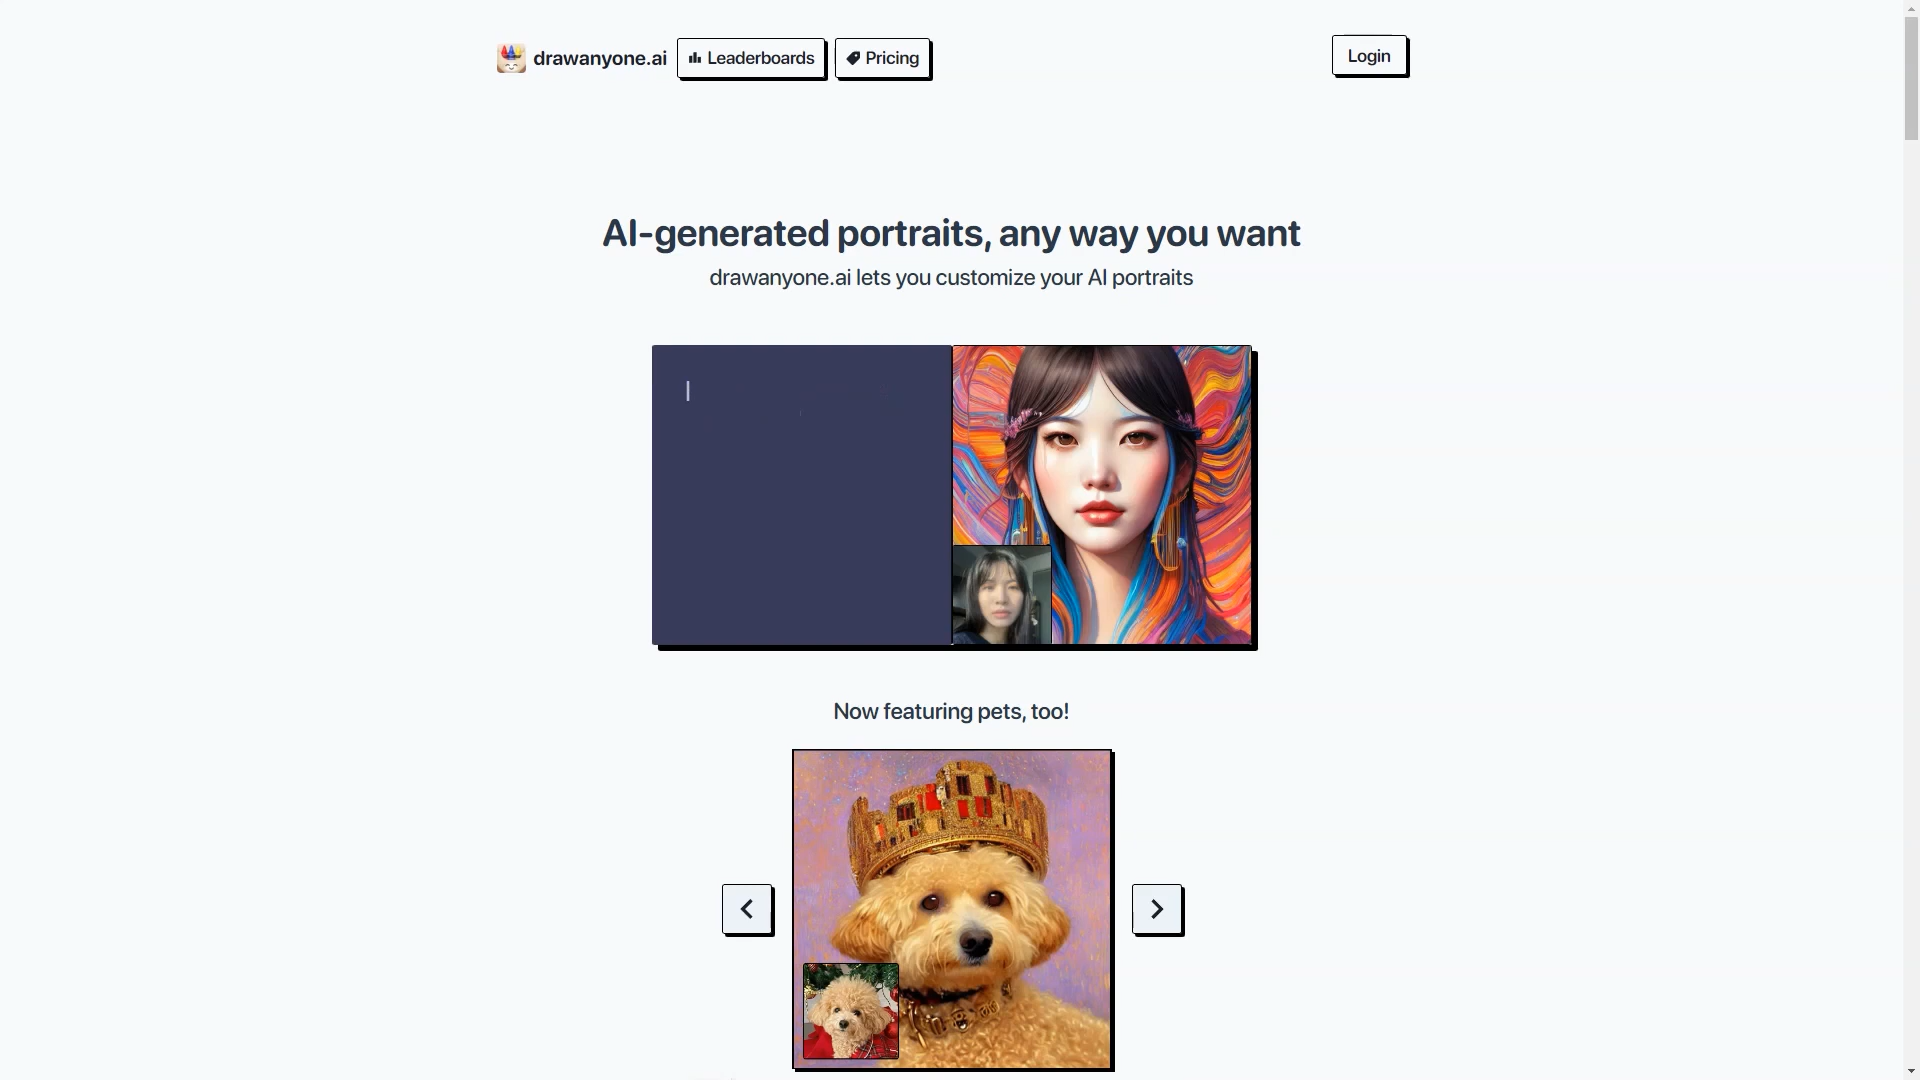 drawanyone.ai
Leaderboards
Pricing
Login
AI-generated portraits, any way you want
drawanyone.ai lets you customize your AI portraits
Now featuring pets, too!